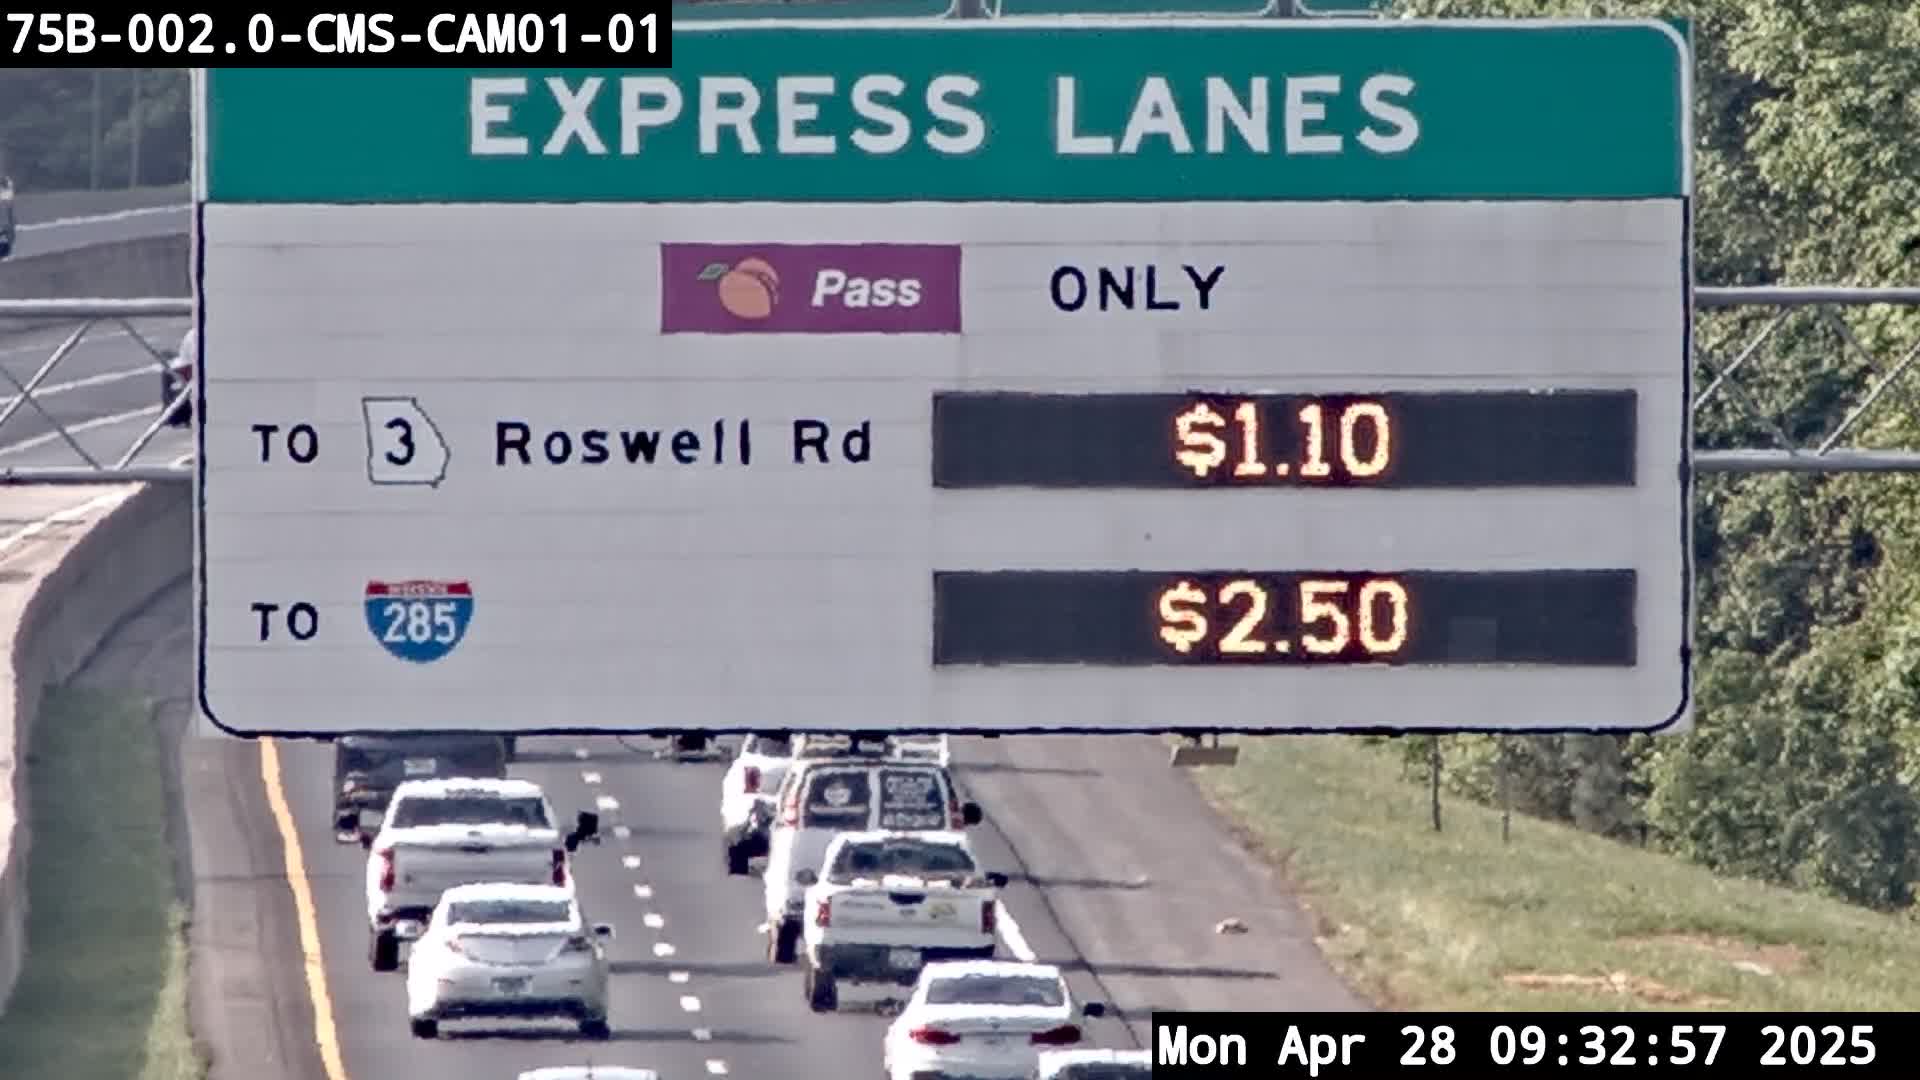 75B-002.0-CMS-CAM01-01
EXPRESS LANES
Pass ONLY
TO 3 Roswell Rd $1.10
TO INTERSTATE 285 $2.50
Mon Apr 28 09:32:57 2025